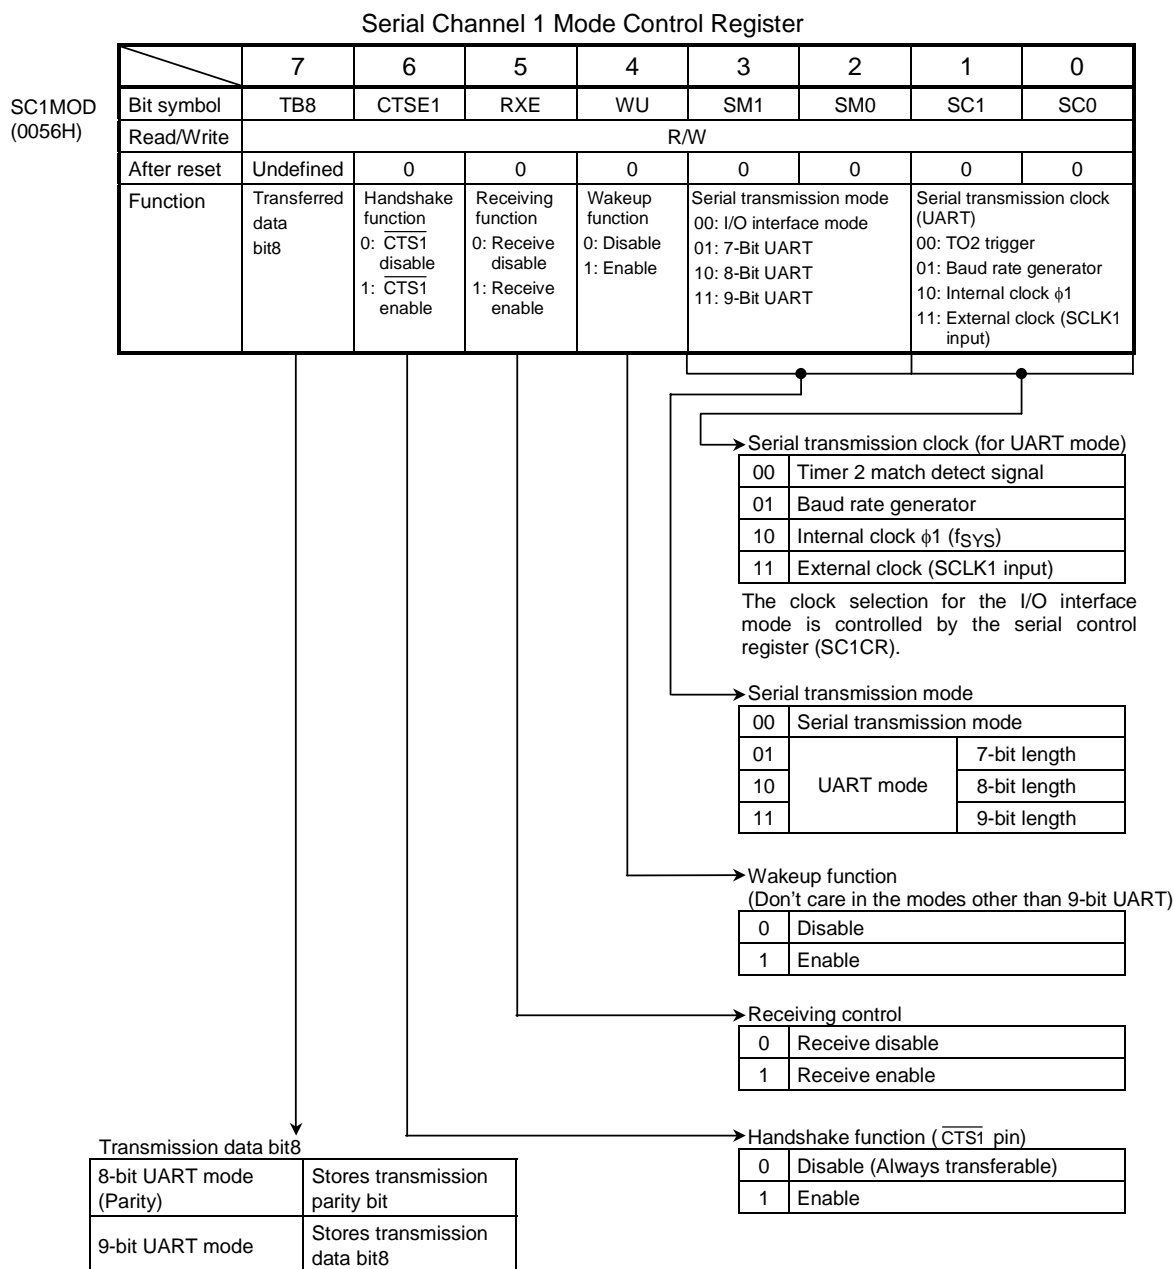 Serial Channel 1 Mode Control Register
7 6 5 4 3 2 1 0
SC1MOD
(0056H)
Bit symbol TB8 CTSE1 RXE WU SM1 SM0 SC1 SC0
Read/Write R/W
After reset Undefined 0 0 0 0 0 0 0
Function
Transferred
data
bit8
Handshake
function
0: CTS1
disable
1: CTS1
enable
Receiving
function
0: Receive
disable
1: Receive
enable
Wakeup
function
0: Disable
1: Enable
Serial transmission mode
00: I/O interface mode
01: 7-Bit UART
10: 8-Bit UART
11: 9-Bit UART
Serial transmission clock
(UART)
00: TO2 trigger
01: Baud rate generator
10: Internal clock ϕ1
11: External clock (SCLK1
input)
Serial transmission clock (for UART mode)
00 Timer 2 match detect signal
01 Baud rate generator
10 Internal clock ϕ1 (fSYS)
11 External clock (SCLK1 input)
The clock selection for the I/O interface
mode is controlled by the serial control
register (SC1CR).
Serial transmission mode
00 Serial transmission mode
01 7-bit length
10 UART mode 8-bit length
11 9-bit length
Wakeup function
(Don't care in the modes other than 9-bit UART)
0 Disable
1 Enable
Receiving control
0 Receive disable
1 Receive enable
Handshake function ( CTS1 pin)
0 Disable (Always transferable)
1 Enable
Transmission data bit8
8-bit UART mode
(Parity)
Stores transmission
parity bit
9-bit UART mode
Stores transmission
data bit8